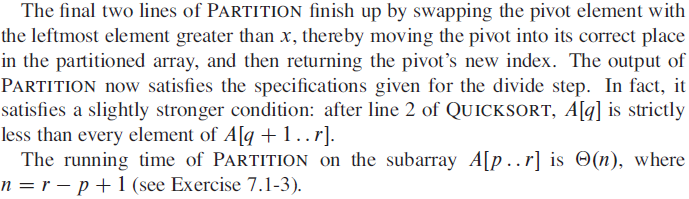 The final two lines of PARTITION finish up by swapping the pivot element with
the leftmost element greater than x, thereby moving the pivot into its correct place
in the partitioned array, and then returning the pivot's new index. The output of
PARTITION now satisfies the specifications given for the divide step. In fact, it
satisfies a slightly stronger condition: after line 2 of QUICKSORT, A[q] is strictly
less than every element of A[q + 1 . . r].
The running time of PARTITION on the subarray A[p . . r] is Θ(n), where
n = r − p + 1 (see Exercise 7.1-3).